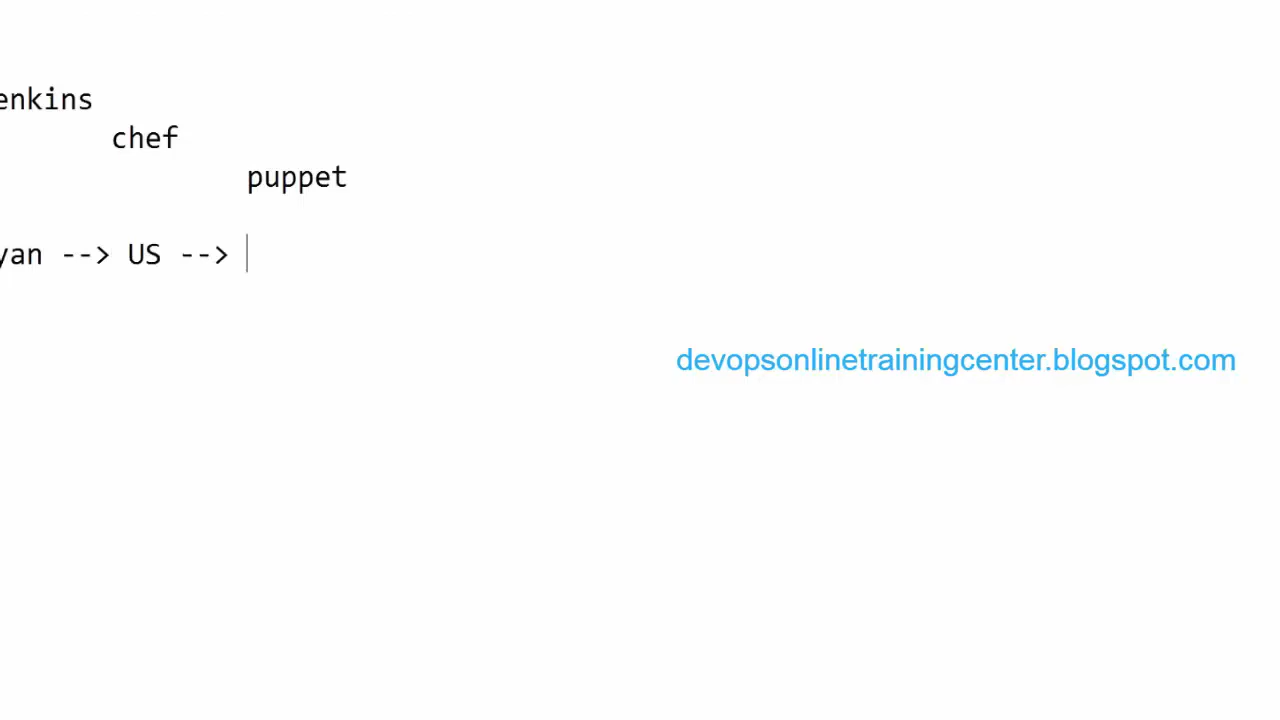 enkins
chef
puppet
yan --> US -->
devopsonlinetrainingcenter.blogspot.com